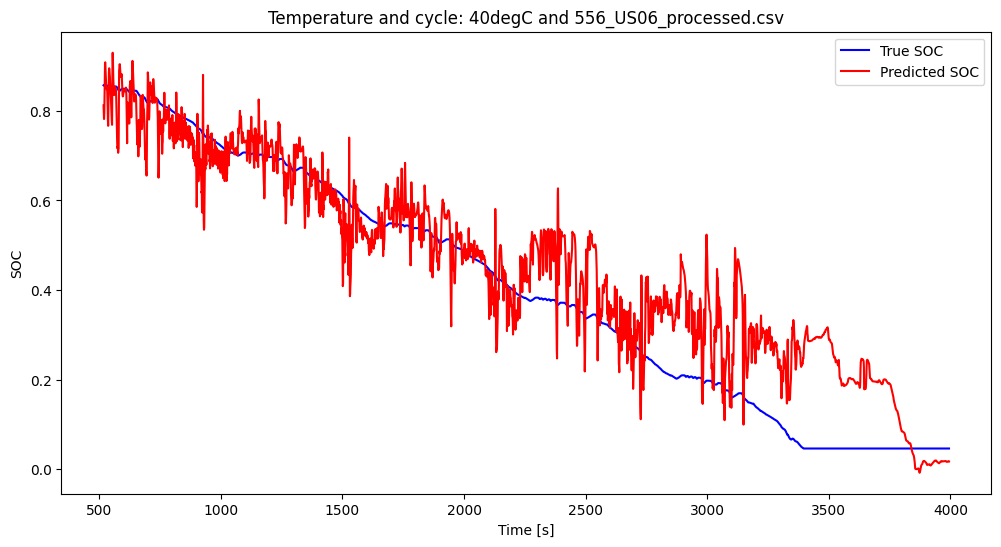 Temperature and cycle: 40degC and 556_US06_processed.csv
True SOC
Predicted SOC
SOC
0.8
0.6
0.4
0.2
0.0
500 1000 1500 2000 2500 3000 3500 4000
Time [s]